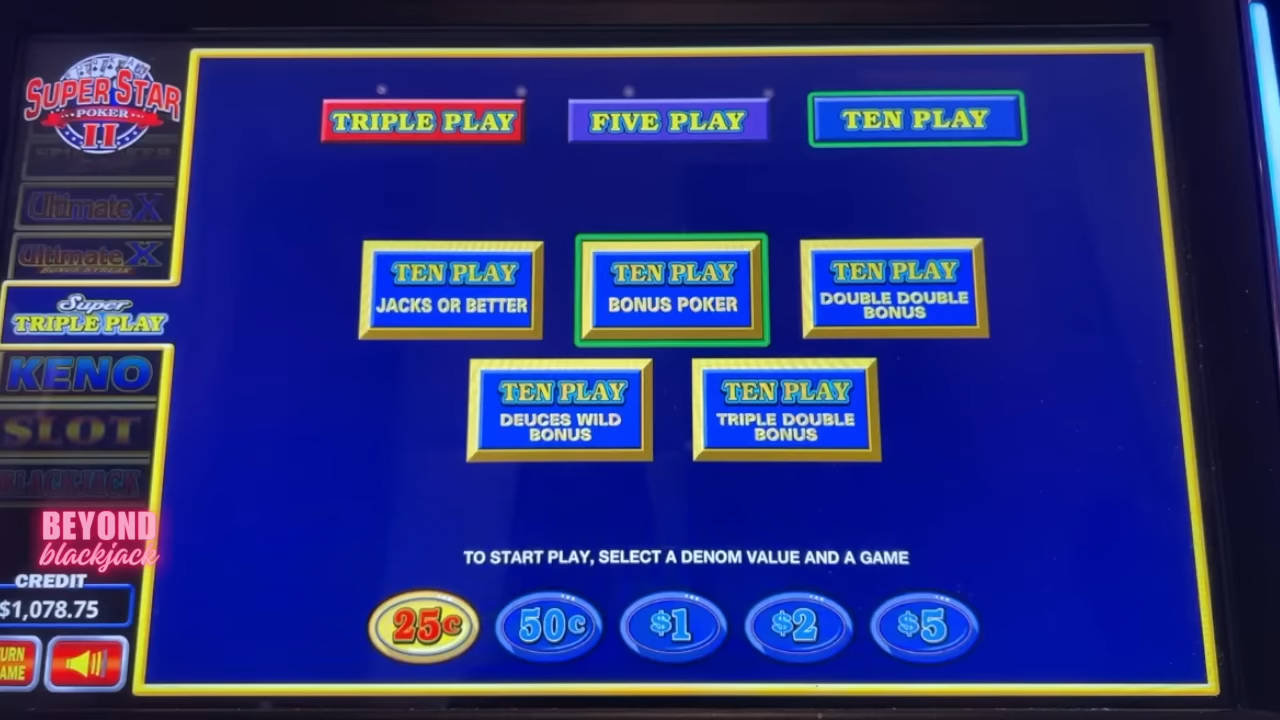 SUPER STAR
POKER
II
TRIPLE PLAY
FIVE PLAY
TEN PLAY
Ultimate X
Ultimate X
BONUS STREAK
Super
TRIPLE PLAY
KENO
SLOT
BLACKJACK
TEN PLAY
JACKS OR BETTER
TEN PLAY
BONUS POKER
TEN PLAY
DOUBLE DOUBLE
BONUS
TEN PLAY
DEUCES WILD
BONUS
TEN PLAY
TRIPLE DOUBLE
BONUS
BEYOND
blackjack
TO START PLAY, SELECT A DENOM VALUE AND A GAME
CREDIT
$1,078.75
25¢
50¢
$1
$2
$5